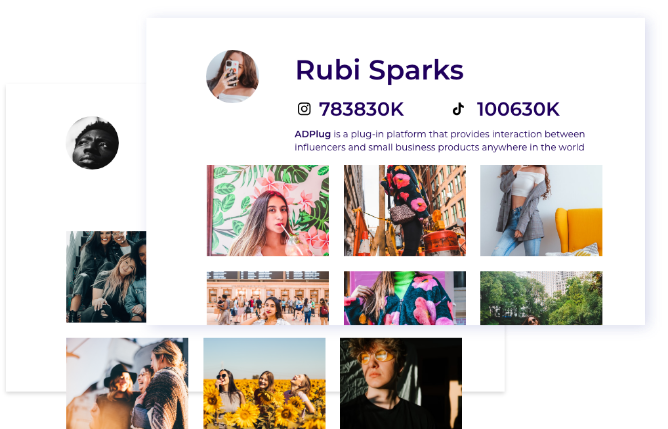 Rubi Sparks
783830K 100630K
ADPlug is a plug-in platform that provides interaction between
influencers and small business products anywhere in the world